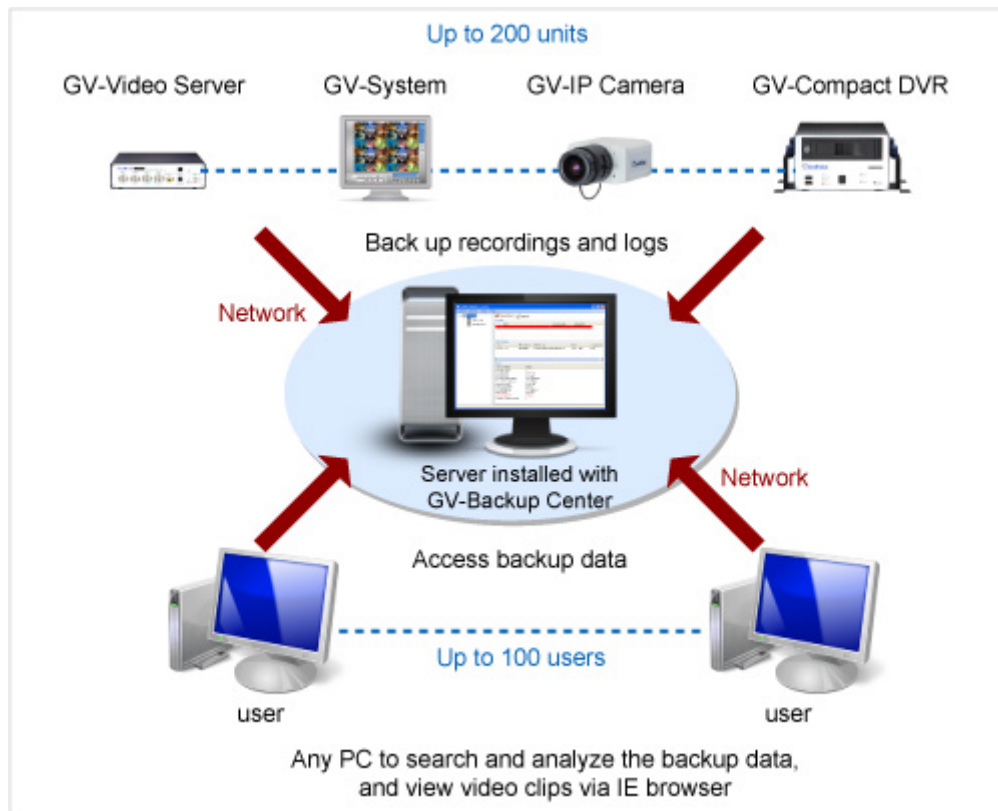 Up to 200 units
GV-Video Server
GV-System
GV-IP Camera
GV-Compact DVR
Back up recordings and logs
Network
Server installed with
GV-Backup Center
Network
Access backup data
Up to 100 users
user
user
Any PC to search and analyze the backup data,
and view video clips via IE browser